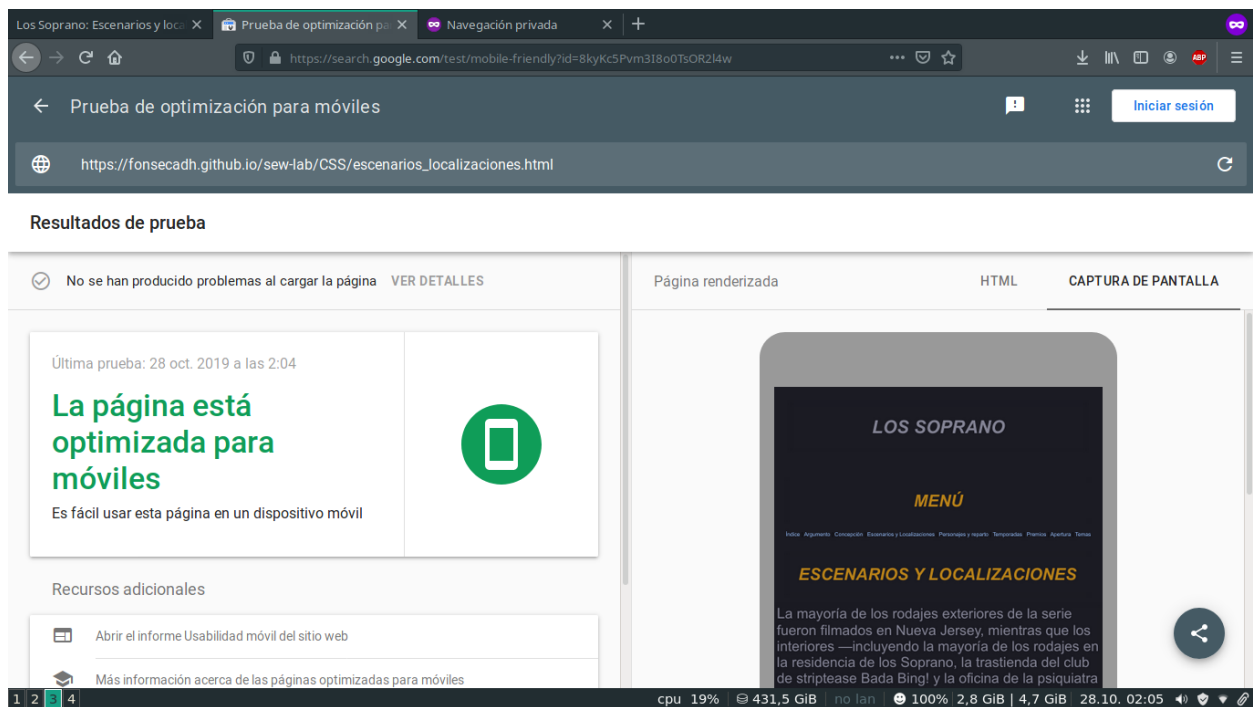 Los Soprano: Escenarios y loca
Prueba de optimización pa
Navegación privada
https://search.google.com/test/mobile-friendly?id=8kyKc5Pvm3I8o0TsOR2l4w
ABP
Prueba de optimización para móviles
Iniciar sesión
https://fonsecadh.github.io/sew-lab/CSS/escenarios_localizaciones.html
Resultados de prueba
No se han producido problemas al cargar la página VER DETALLES
Página renderizada
HTML
CAPTURA DE PANTALLA
Última prueba: 28 oct. 2019 a las 2:04
La página está
optimizada para
móviles
Es fácil usar esta página en un dispositivo móvil
Recursos adicionales
Abrir el informe Usabilidad móvil del sitio web
Más información acerca de las páginas optimizadas para móviles
LOS SOPRANO
MENÚ
Índice Argumento Concepción Escenarios y Localizaciones Personajes y reparto Temporadas Premios Apertura Temas
ESCENARIOS Y LOCALIZACIONES
La mayoría de los rodajes exteriores de la serie
fueron filmados en Nueva Jersey, mientras que los
interiores —incluyendo la mayoría de los rodajes en
la residencia de los Soprano, la trastienda del club
de striptease Bada Bing! y la oficina de la psiquiatra
1 2 3 4
cpu 19% 431,5 GiB no lan 100% 2,8 GiB | 4,7 GiB 28.10. 02:05